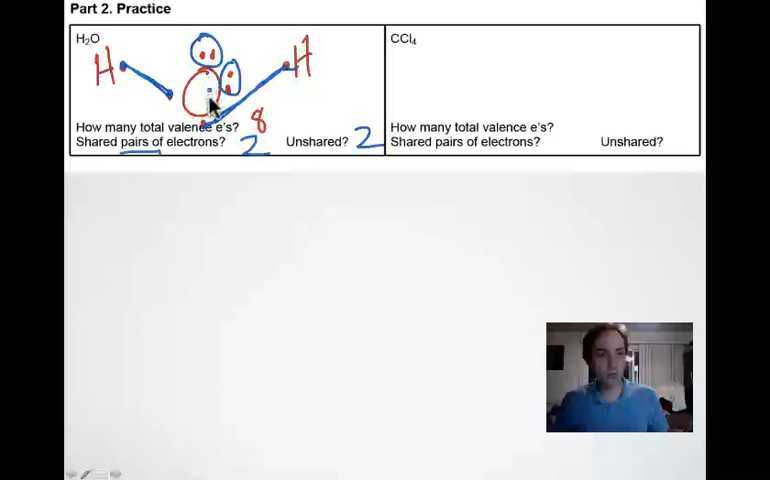 Part 2. Practice
H₂O
H H
How many total valence e's? 8
Shared pairs of electrons? 2 Unshared? 2
CCl₄
How many total valence e's?
Shared pairs of electrons? Unshared?